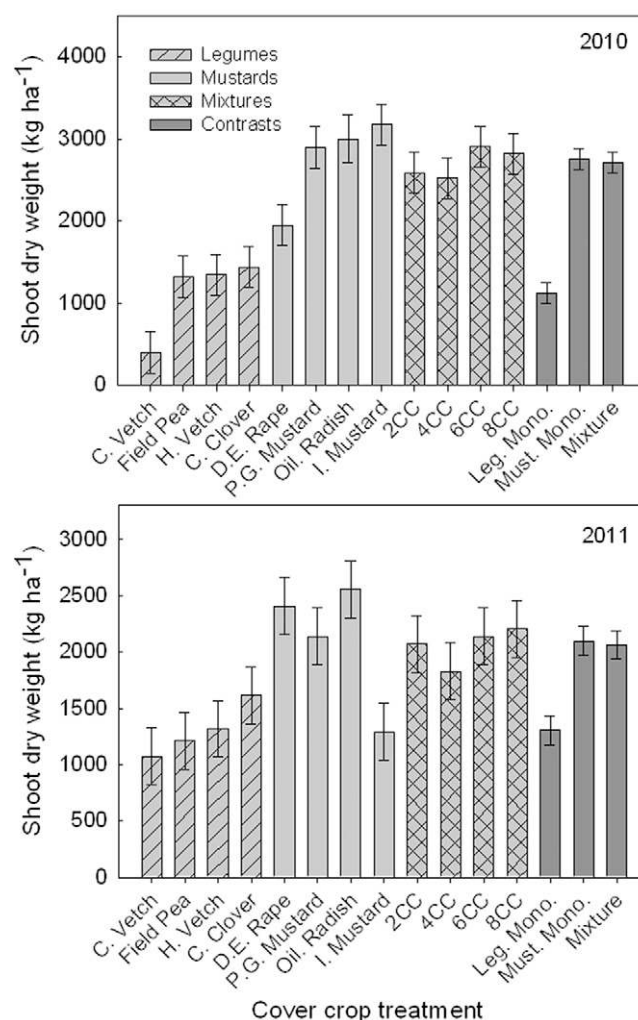 2010
Legumes
Mustards
Mixtures
Contrasts
Shoot dry weight (kg ha⁻¹)
4000
3000
2000
1000
0
C. Vetch
Field Pea
H. Vetch
C. Clover
D.E. Rape
P.G. Mustard
Oil. Radish
I. Mustard
2CC
4CC
6CC
8CC
Leg. Mono.
Must. Mono.
Mixture
2011
Shoot dry weight (kg ha⁻¹)
3000
2500
2000
1500
1000
500
0
C. Vetch
Field Pea
H. Vetch
C. Clover
D.E. Rape
P.G. Mustard
Oil. Radish
I. Mustard
2CC
4CC
6CC
8CC
Leg. Mono.
Must. Mono.
Mixture
Cover crop treatment